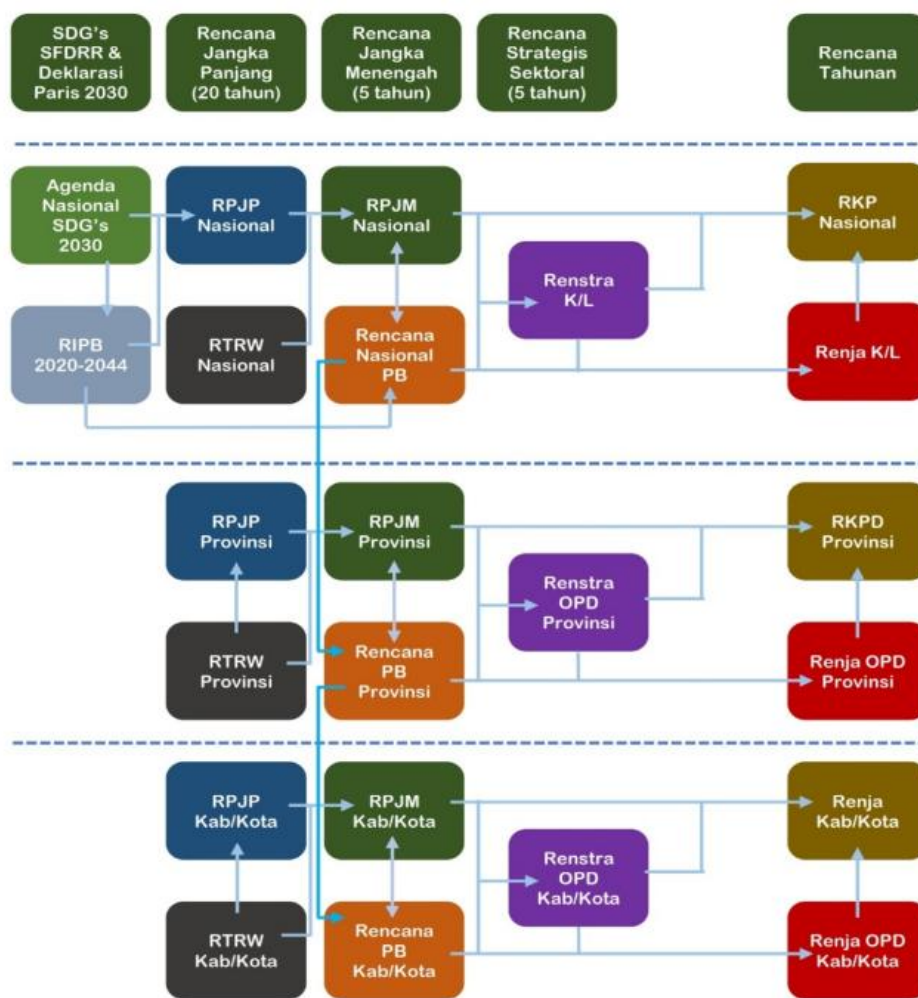 SDG's
SFDRR &
Deklarasi
Paris 2030
Rencana
Jangka
Panjang
(20 tahun)
Rencana
Jangka
Menengah
(5 tahun)
Rencana
Strategis
Sektoral
(5 tahun)
Rencana
Tahunan
Agenda
Nasional
SDG's
2030
RPJP
Nasional
RPJM
Nasional
RKP
Nasional
Renstra
K/L
RIPB
2020-2044
RTRW
Nasional
Rencana
Nasional
PB
Renja K/L
RPJP
Provinsi
RPJM
Provinsi
RKPD
Provinsi
Renstra
OPD
Provinsi
RTRW
Provinsi
Rencana
PB
Provinsi
Renja OPD
Provinsi
RPJP
Kab/Kota
RPJM
Kab/Kota
Renja
Kab/Kota
Renstra
OPD
Kab/Kota
RTRW
Kab/Kota
Rencana
PB
Kab/Kota
Renja OPD
Kab/Kota